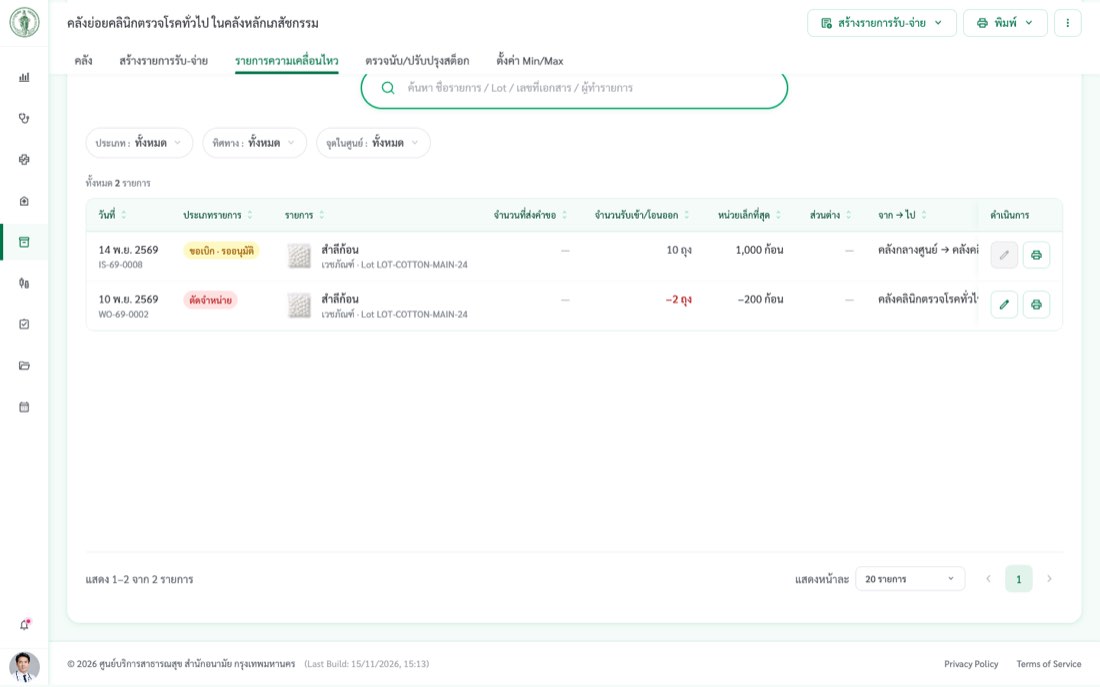 คลังย่อยคลินิกตรวจโรคทั่วไป ในคลังหลักเภสัชกรรม
สร้างรายการรับ-จ่าย
พิมพ์
คลัง สร้างรายการรับ-จ่าย รายการความเคลื่อนไหว ตรวจนับ/ปรับปรุงสต็อก ตั้งค่า Min/Max
ค้นหา ชื่อรายการ / Lot / เลขที่เอกสาร / ผู้ทำรายการ
ประเภท : ทั้งหมด ทิศทาง : ทั้งหมด จุดในศูนย์ : ทั้งหมด
ทั้งหมด 2 รายการ
วันที่ ประเภทรายการ รายการ จำนวนที่ส่งคำขอ จำนวนรับเข้า/โอนออก หน่วยเล็กที่สุด ส่วนต่าง จาก → ไป ดำเนินการ
14 พ.ย. 2569 ขอเบิก · รออนุมัติ สำลีก้อน — 10 ถุง 1,000 ก้อน — คลังกลางศูนย์ → คลังคลิ
IS-69-0008 เวชภัณฑ์ · Lot LOT-COTTON-MAIN-24
10 พ.ย. 2569 ตัดจำหน่าย สำลีก้อน — −2 ถุง −200 ก้อน — คลังคลินิกตรวจโรคทั่วไป
WO-69-0002 เวชภัณฑ์ · Lot LOT-COTTON-MAIN-24
แสดง 1–2 จาก 2 รายการ แสดงหน้าละ 20 รายการ 1
© 2026 ศูนย์บริการสาธารณสุข สำนักอนามัย กรุงเทพมหานคร (Last Build: 15/11/2026, 15:13) Privacy Policy Terms of Service